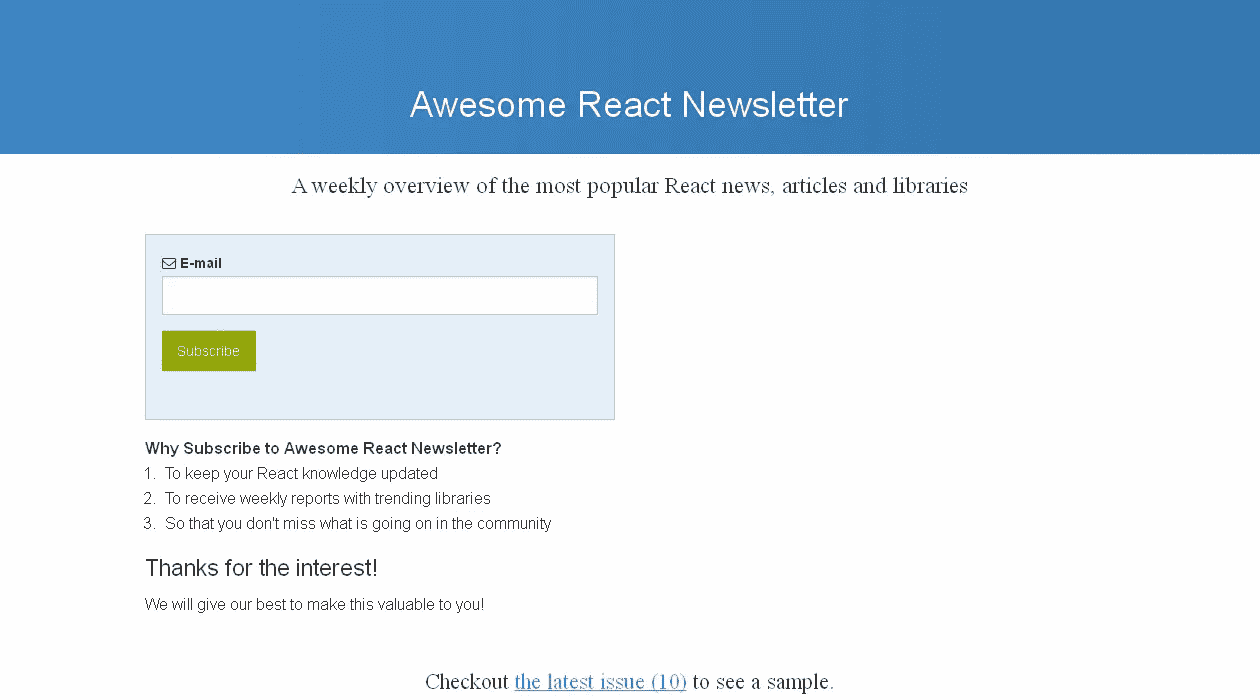 Awesome React Newsletter
A weekly overview of the most popular React news, articles and libraries
E-mail
Subscribe
Why Subscribe to Awesome React Newsletter?
1. To keep your React knowledge updated
2. To receive weekly reports with trending libraries
3. So that you don't miss what is going on in the community
Thanks for the interest!
We will give our best to make this valuable to you!
Checkout the latest issue (10) to see a sample.